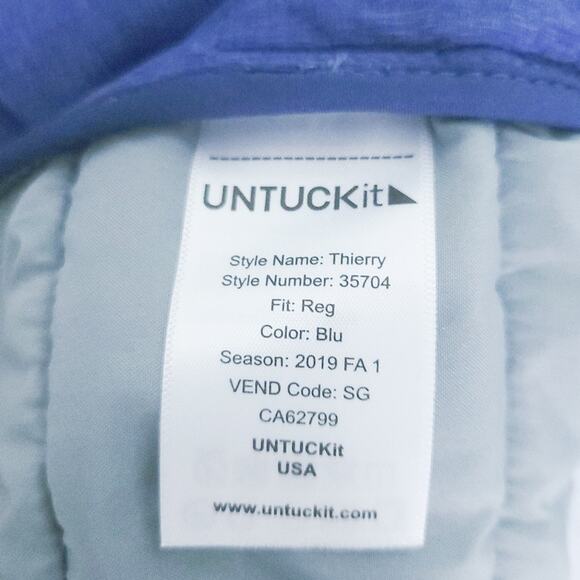 UNTUCKit
Style Name: Thierry
Style Number: 35704
Fit: Reg
Color: Blu
Season: 2019 FA 1
VEND Code: SG
CA62799
UNTUCKit
USA
www.untuckit.com